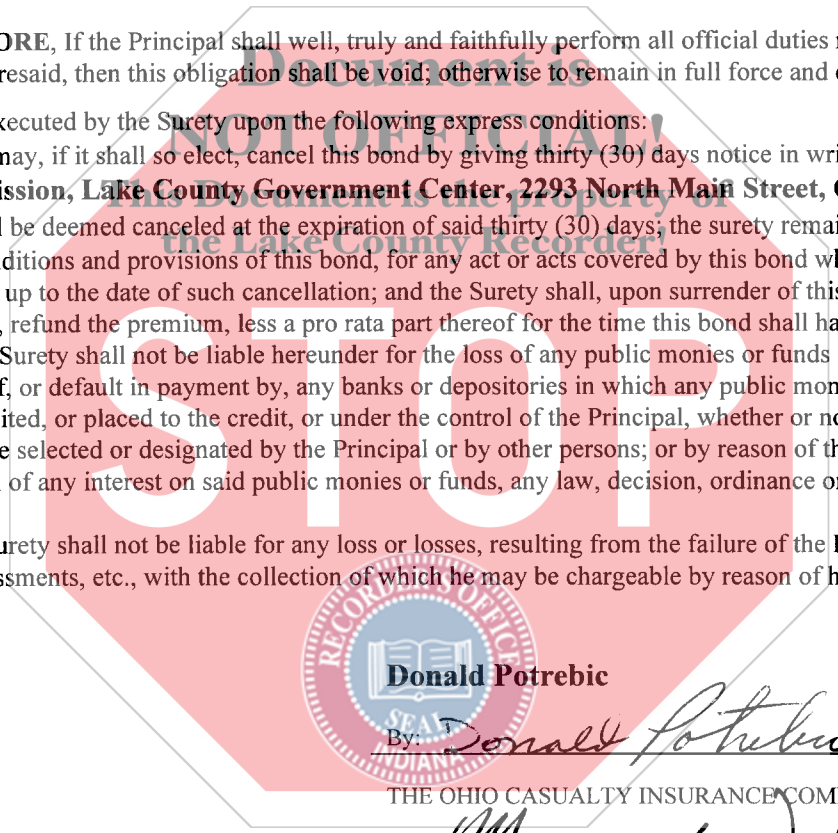 ORE, If the Principal shall well, truly and faithfully perform all official duties
resaid, then this obligation shall be void; otherwise to remain in full force and
Document is
xecuted by the Surety upon the following express conditions:
NOT OFFICIAL!
may, if it shall so elect, cancel this bond by giving thirty (30) days notice in wri
ission, Lake County Government Center, 2293 North Main Street,
This Document is the property of
l be deemed canceled at the expiration of said thirty (30) days; the surety remai
the Lake County Recorder!
ditions and provisions of this bond, for any act or acts covered by this bond wh
up to the date of such cancellation; and the Surety shall, upon surrender of this
, refund the premium, less a pro rata part thereof for the time this bond shall ha
Surety shall not be liable hereunder for the loss of any public monies or funds
f, or default in payment by, any banks or depositories in which any public mon
ited, or placed to the credit, or under the control of the Principal, whether or no
e selected or designated by the Principal or by other persons; or by reason of th
of any interest on said public monies or funds, any law, decision, ordinance or
STOP
urety shall not be liable for any loss or losses, resulting from the failure of the
ssments, etc., with the collection of which he may be chargeable by reason of h
RECORDER'S OFFICE
SEAL
INDIANA
Donald Potrebic
By: Donald Potrebic
THE OHIO CASUALTY INSURANCE COM